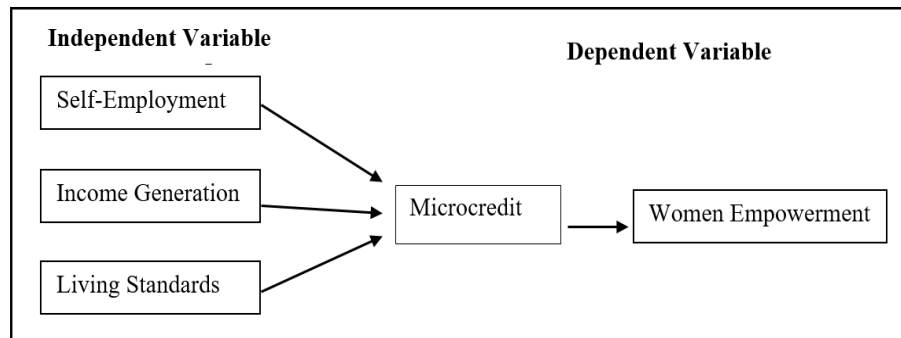 Independent Variable
Dependent Variable
Self-Employment
Income Generation
Microcredit
Women Empowerment
Living Standards